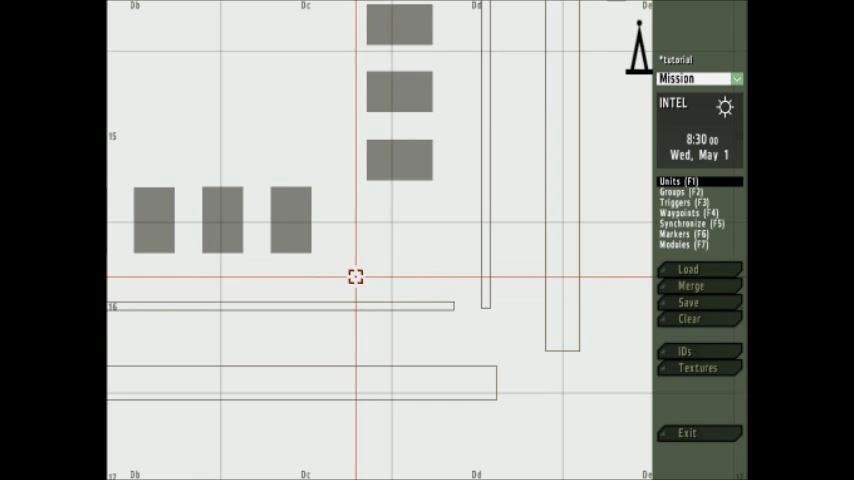 Db Dc Dd De
*tutorial
Mission
INTEL
8:30 00
Wed, May 1
15
Units (F1)
Groups (F2)
Triggers (F3)
Waypoints (F4)
Synchronize (F5)
Markers (F6)
Modules (F7)
Load
Merge
16
Save
Clear
IDs
Textures
Exit
17 Db Dc Dd De